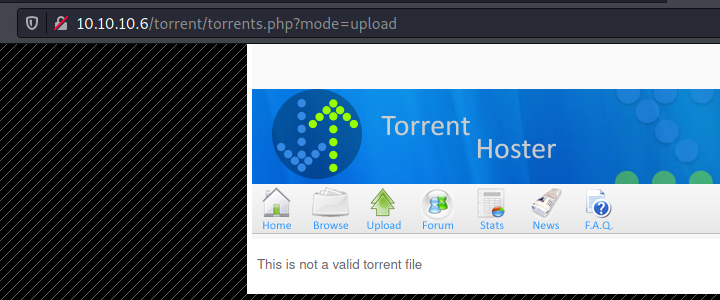 10.10.10.6/torrent/torrents.php?mode=upload
Torrent
Hoster
Home Browse Upload Forum Stats News F.A.Q.
This is not a valid torrent file